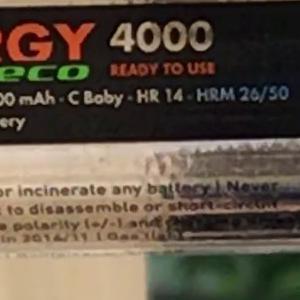 RGY 4000
eco READY TO USE
00 mAh - C Baby - HR 14 - HRM 26/50
ery
or incinerate any battery! Never
to disassemble or short-circuit
polarity (+/-) and
in 2016/11